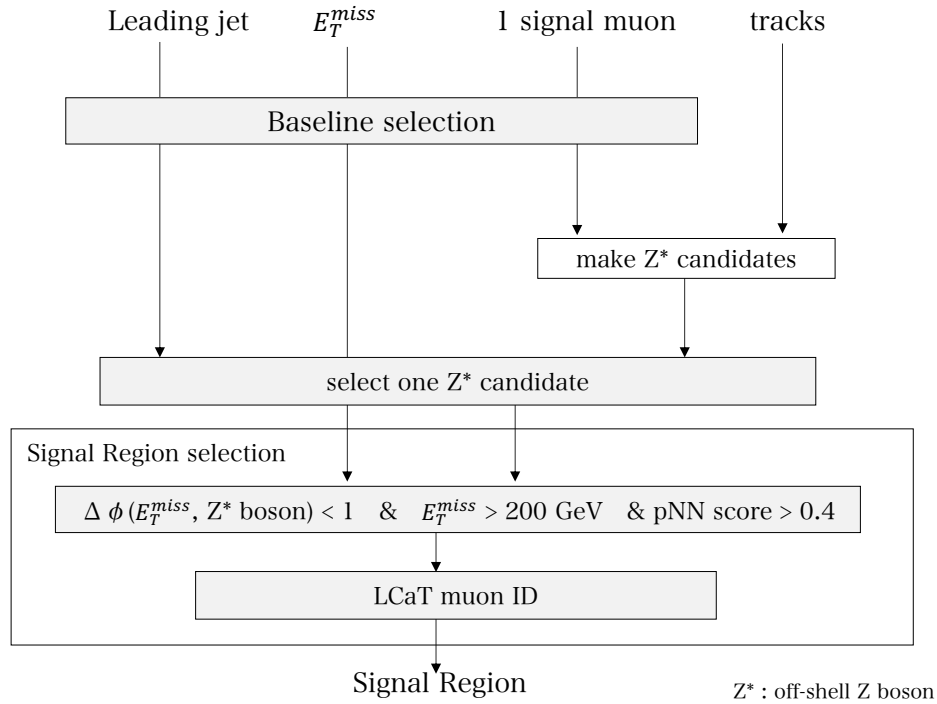 Leading jet
E_T^{miss}
1 signal muon
tracks
Baseline selection
make Z* candidates
select one Z* candidate
Signal Region selection
Δ ϕ (E_T^{miss}, Z* boson) < 1 & E_T^{miss} > 200 GeV & pNN score > 0.4
LCaT muon ID
Signal Region
Z* : off-shell Z boson